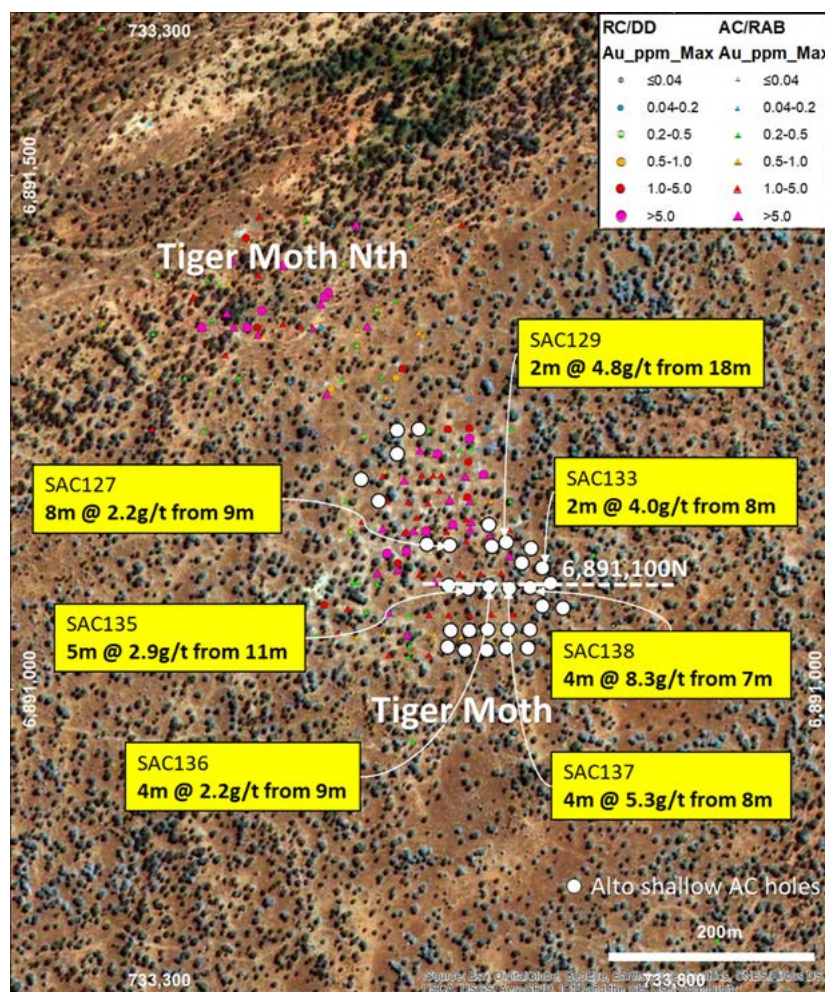 733,300
RC/DD AC/RAB
Au_ppm_Max Au_ppm_Max
≤0.04 ≤0.04
0.04-0.2 0.04-0.2
0.2-0.5 0.2-0.5
0.5-1.0 0.5-1.0
1.0-5.0 1.0-5.0
>5.0 >5.0
6,891,500
Tiger Moth Nth
SAC129
2m @ 4.8g/t from 18m
SAC127
8m @ 2.2g/t from 9m
SAC133
2m @ 4.0g/t from 8m
6,891,100N
SAC135
5m @ 2.9g/t from 11m
SAC138
4m @ 8.3g/t from 7m
6,891,000
6,891,000
Tiger Moth
SAC136
4m @ 2.2g/t from 9m
SAC137
4m @ 5.3g/t from 8m
Alto shallow AC holes
200m
733,300
733,800
Source: Esri, DigitalGlobe, GeoEye,